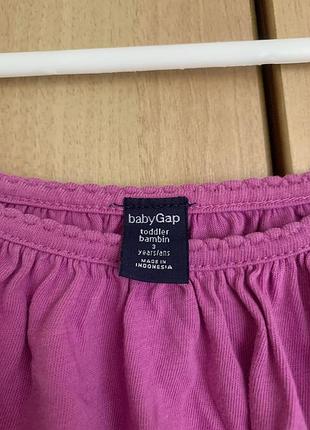 babyGap
toddler
bambin
3
years/ans
MADE IN
INDONESIA